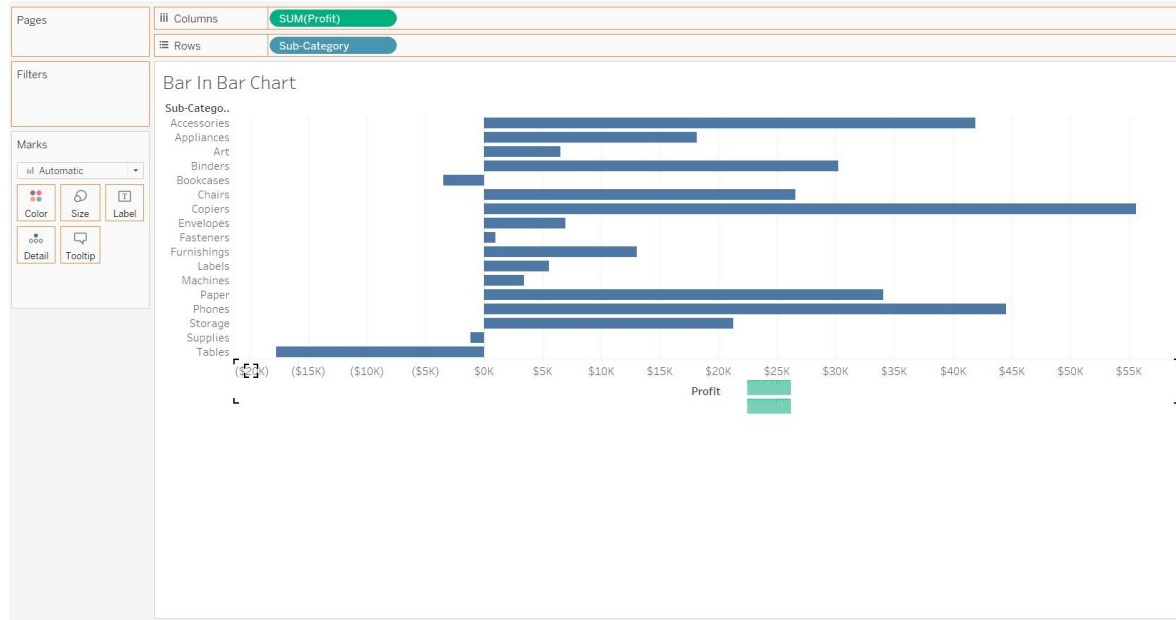 Pages
Columns SUM(Profit)
Rows Sub-Category
Filters
Marks
Automatic
Color Size Label
Detail Tooltip
Bar In Bar Chart
Sub-Catego..
Accessories
Appliances
Art
Binders
Bookcases
Chairs
Copiers
Envelopes
Fasteners
Furnishings
Labels
Machines
Paper
Phones
Storage
Supplies
Tables
($20K) ($15K) ($10K) ($5K) $0K $5K $10K $15K $20K $25K $30K $35K $40K $45K $50K $55K
Profit